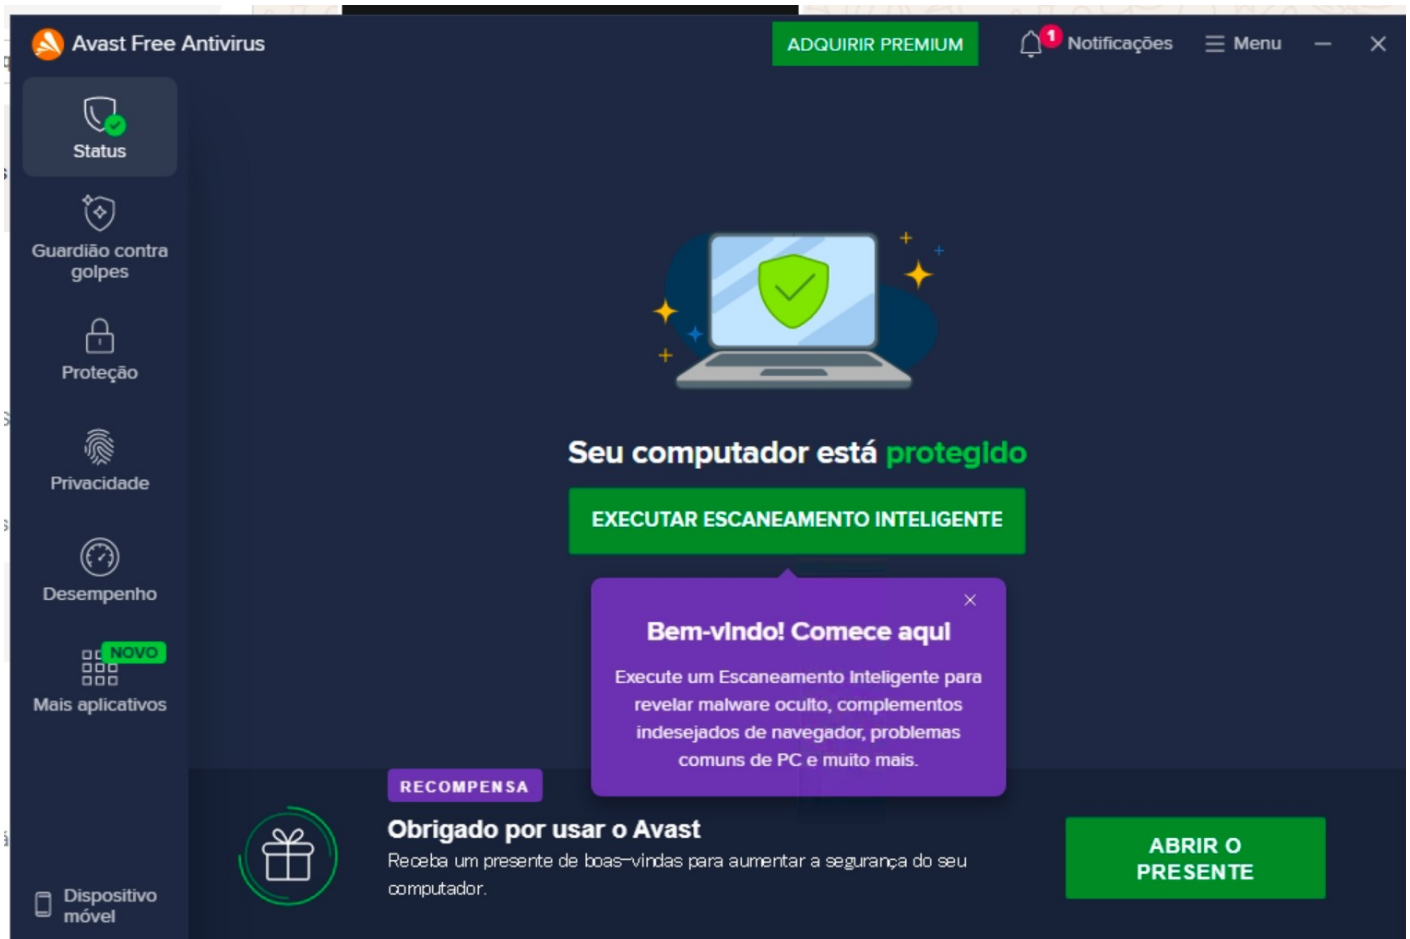 Avast Free Antivirus
ADQUIRIR PREMIUM
1
Notificações
Menu
Status
Guardião contra
golpes
Proteção
Privacidade
Desempenho
NOVO
Mais aplicativos
Dispositivo
móvel
Seu computador está protegido
EXECUTAR ESCANEAMENTO INTELIGENTE
Bem-vindo! Comece aqui
Execute um Escaneamento Inteligente para
revelar malware oculto, complementos
indesejados de navegador, problemas
comuns de PC e muito mais.
RECOMPENSA
Obrigado por usar o Avast
Receba um presente de boas-vindas para aumentar a segurança do seu
computador.
ABRIR O
PRESENTE